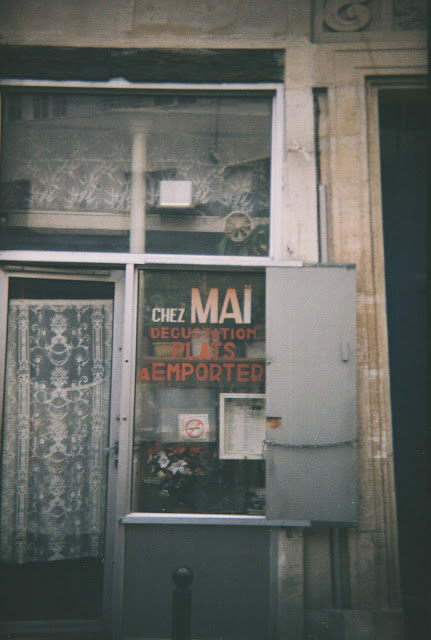 CHEZ MAÏ
DEGUSTATION
PLATS
A EMPORTER